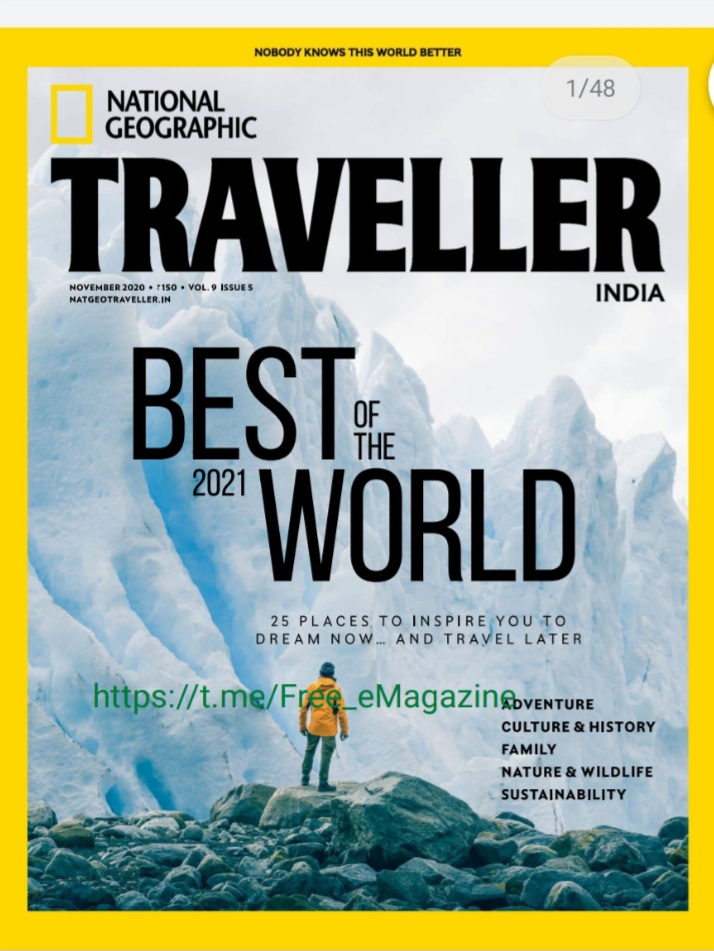 NOBODY KNOWS THIS WORLD BETTER
1/48
NATIONAL
GEOGRAPHIC
TRAVELLER
NOVEMBER 2020 • ₹150 • VOL. 9 ISSUE 5
NATGEOTRAVELLER.IN
INDIA
BEST
OF
THE
2021
WORLD
25 PLACES TO INSPIRE YOU TO
DREAM NOW... AND TRAVEL LATER
https://t.me/Free_eMagazine
ADVENTURE
CULTURE & HISTORY
FAMILY
NATURE & WILDLIFE
SUSTAINABILITY